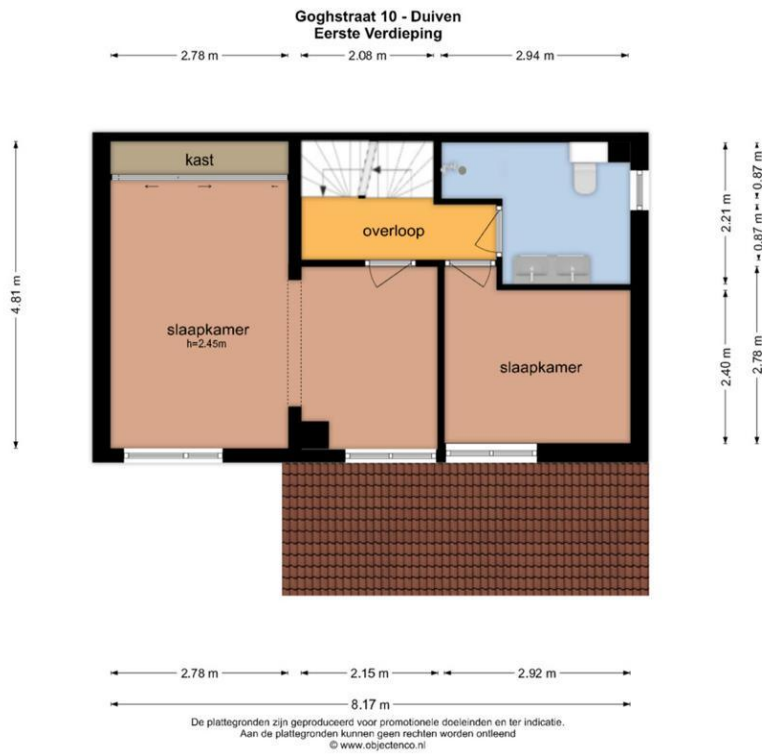 Goghstraat 10 - Duiven
Eerste Verdieping
2.78 m
2.08 m
2.94 m
kast
overloop
slaapkamer
h=2.45m
slaapkamer
4.81 m
2.21 m
0.87 m
0.87 m
2.40 m
2.78 m
2.78 m
2.15 m
2.92 m
8.17 m
De plattegronden zijn geproduceerd voor promotionele doeleinden en ter indicatie.
Aan de plattegronden kunnen geen rechten worden ontleend
© www.objectenco.nl